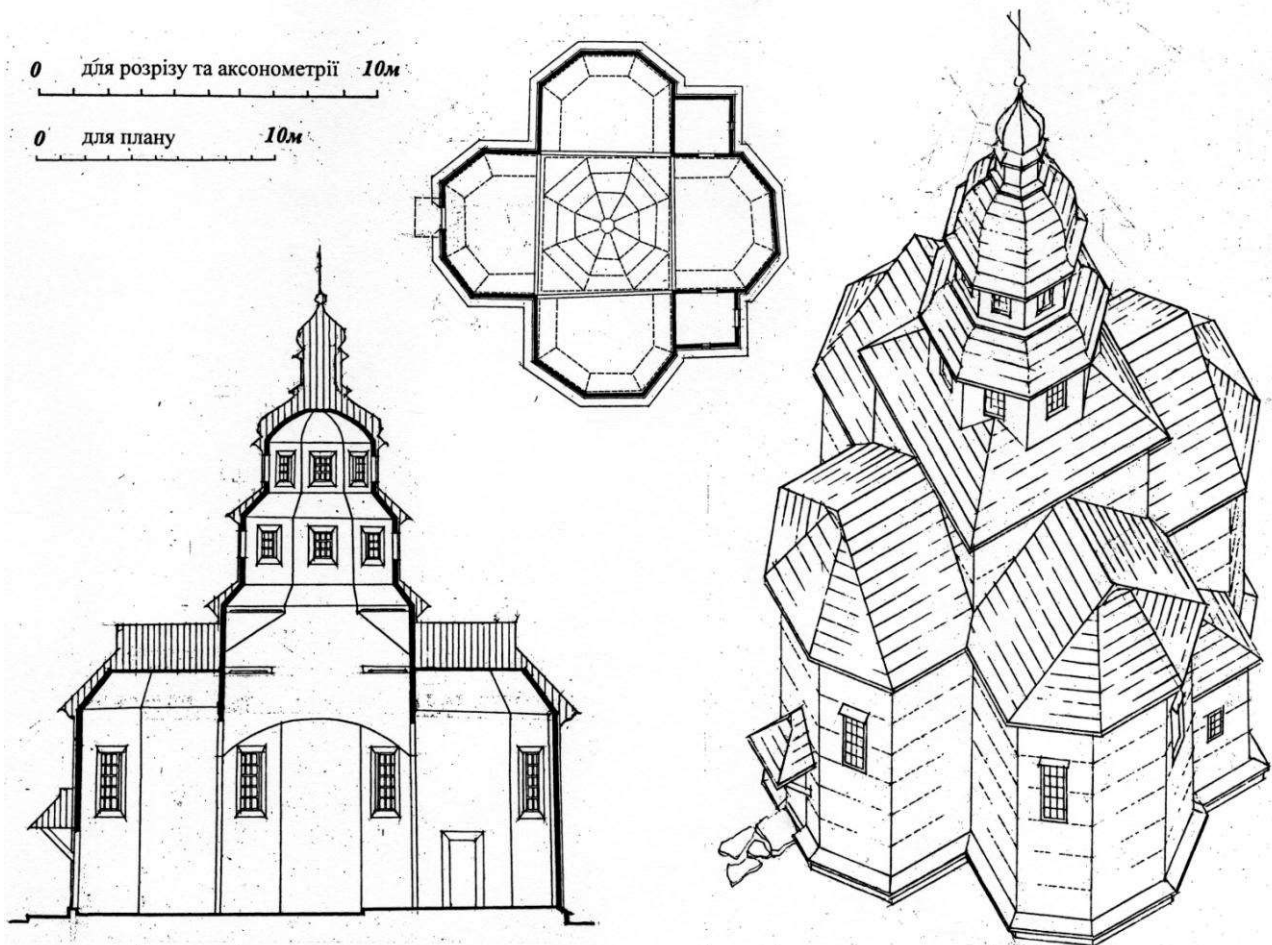 0 для розрізу та аксонометрії 10м
0 для плану 10м